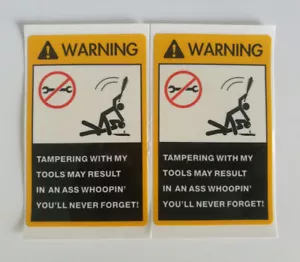 WARNING
TAMPERING WITH MY
TOOLS MAY RESULT
IN AN ASS WHOOPIN'
YOU'LL NEVER FORGET!
WARNING
TAMPERING WITH MY
TOOLS MAY RESULT
IN AN ASS WHOOPIN'
YOU'LL NEVER FORGET!